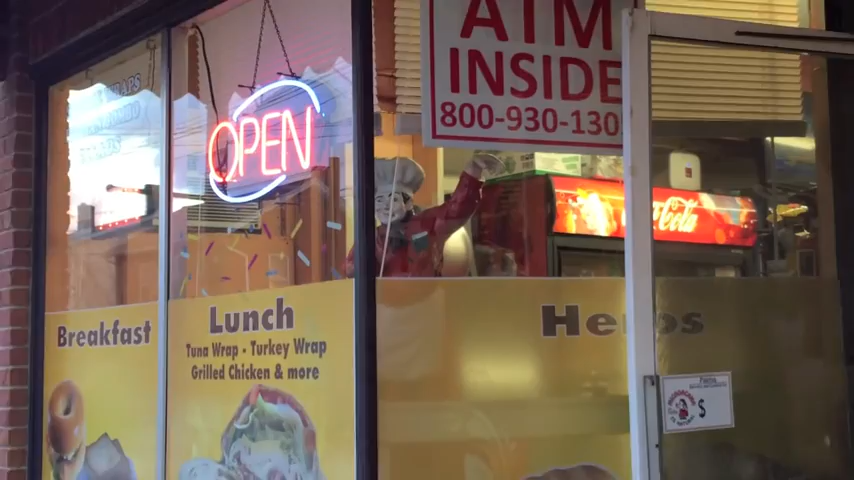 ATM
INSIDE
800-930-130
OPEN
Coca-Cola
Breakfast
Lunch
Tuna Wrap - Turkey Wrap
Grilled Chicken & more
Heros
$